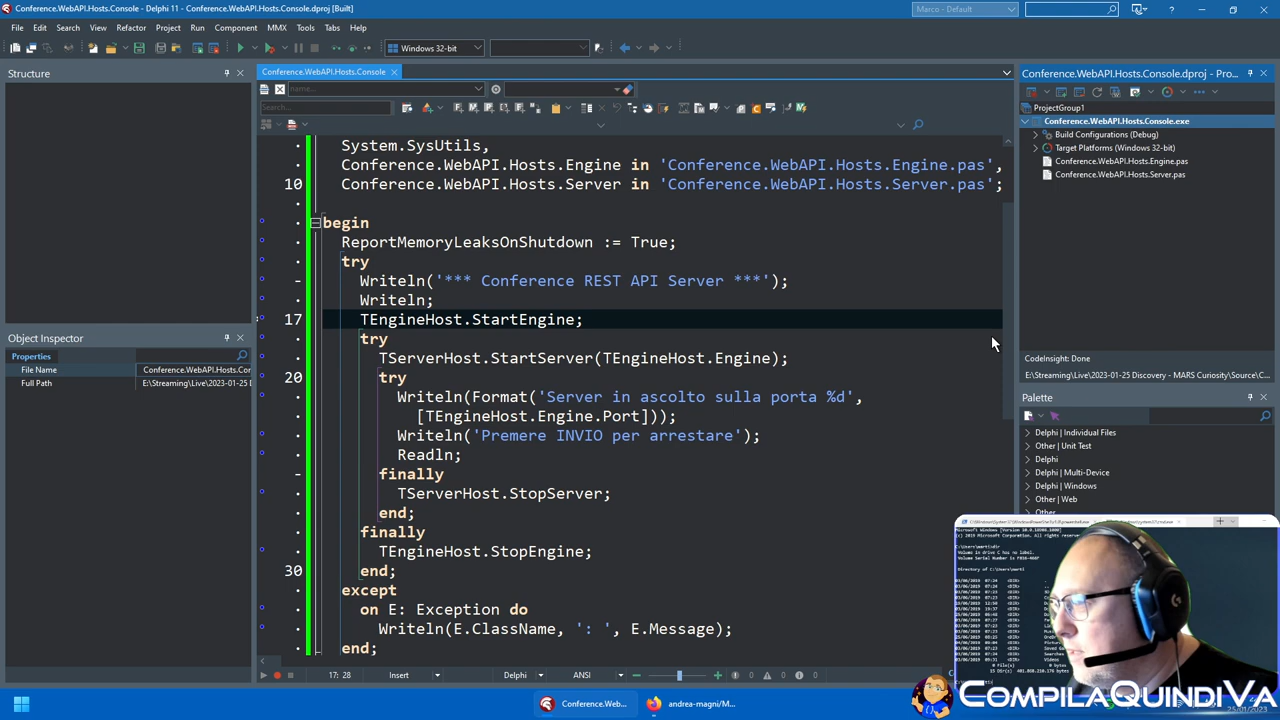 Conference.WebAPI.Hosts.Console - Delphi 11 - Conference.WebAPI.Hosts.Console.dproj [Built]
Marco - Default
File Edit Search View Refactor Project Run Component MMX Tools Tabs Help
Windows 32-bit
Structure
Conference.WebAPI.Hosts.Console
name...
Search...
System.SysUtils,
Conference.WebAPI.Hosts.Engine in 'Conference.WebAPI.Hosts.Engine.pas',
10 Conference.WebAPI.Hosts.Server in 'Conference.WebAPI.Hosts.Server.pas';
begin
ReportMemoryLeaksOnShutdown := True;
try
Writeln('*** Conference REST API Server ***');
Writeln;
17 TEngineHost.StartEngine;
try
TServerHost.StartServer(TEngineHost.Engine);
20 try
Writeln(Format('Server in ascolto sulla porta %d',
[TEngineHost.Engine.Port]));
Writeln('Premere INVIO per arrestare');
Readln;
finally
TServerHost.StopServer;
end;
finally
TEngineHost.StopEngine;
30 end;
except
on E: Exception do
Writeln(E.ClassName, ': ', E.Message);
end;
17: 28 Insert Delphi ANSI 0 0 0
Object Inspector
Properties
File Name Conference.WebAPI.Hosts.Cor
Full Path E:\Streaming\Live\2023-01-25
Conference.WebAPI.Hosts.Console.dproj - Pro...
ProjectGroup1
Conference.WebAPI.Hosts.Console.exe
Build Configurations (Debug)
Target Platforms (Windows 32-bit)
Conference.WebAPI.Hosts.Engine.pas
Conference.WebAPI.Hosts.Server.pas
CodeInsight: Done
E:\Streaming\Live\2023-01-25 Discovery - MARS Curiosity\Source\C...
Palette
Delphi | Individual Files
Other | Unit Test
Delphi
Delphi | Multi-Device
Delphi | Windows
Other | Web
Other
COMPILAQUINDIVA
Conference.Web...
andrea-magni/M...
25/01/2023